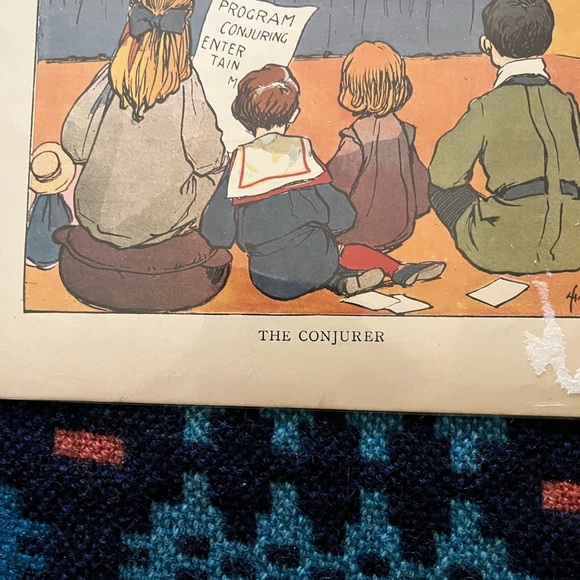 PROGRAM
CONJURING
ENTER
TAIN
M
THE CONJURER